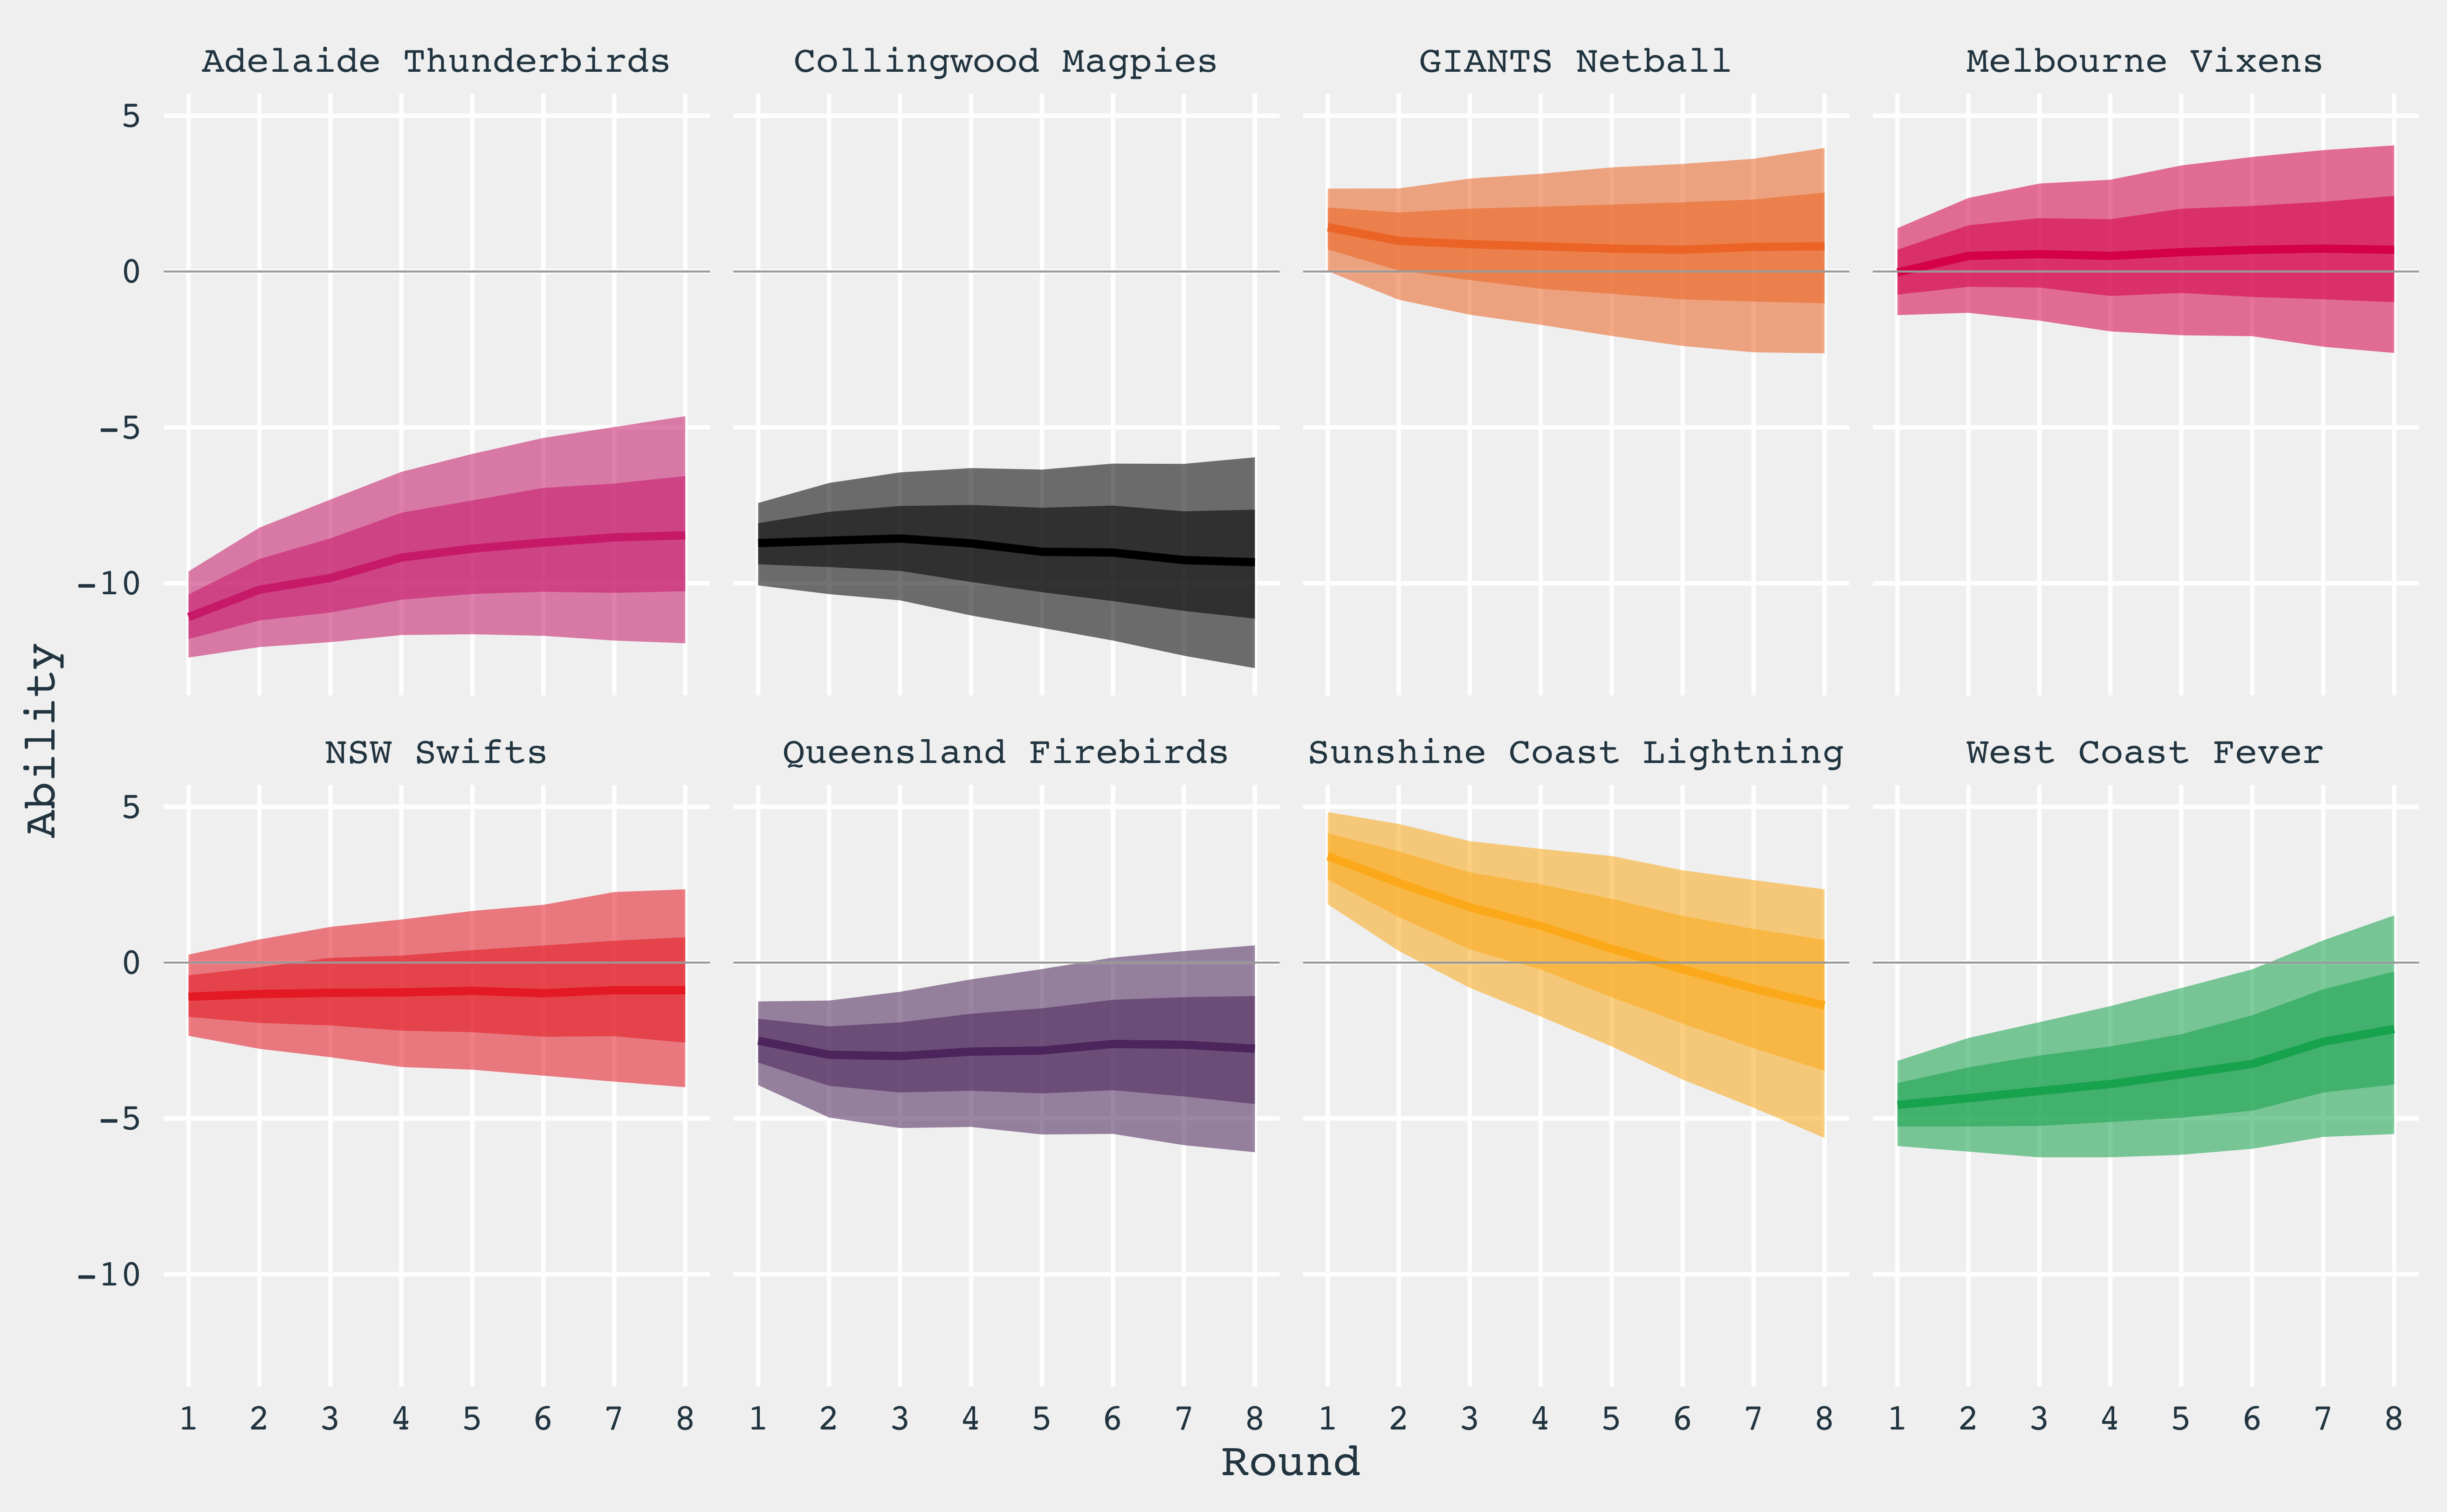 Adelaide Thunderbirds
Collingwood Magpies
GIANTS Netball
Melbourne Vixens
5
0
-5
-10
Ability
NSW Swifts
Queensland Firebirds
Sunshine Coast Lightning
West Coast Fever
5
0
-5
-10
1 2 3 4 5 6 7 8
1 2 3 4 5 6 7 8
1 2 3 4 5 6 7 8
1 2 3 4 5 6 7 8
Round